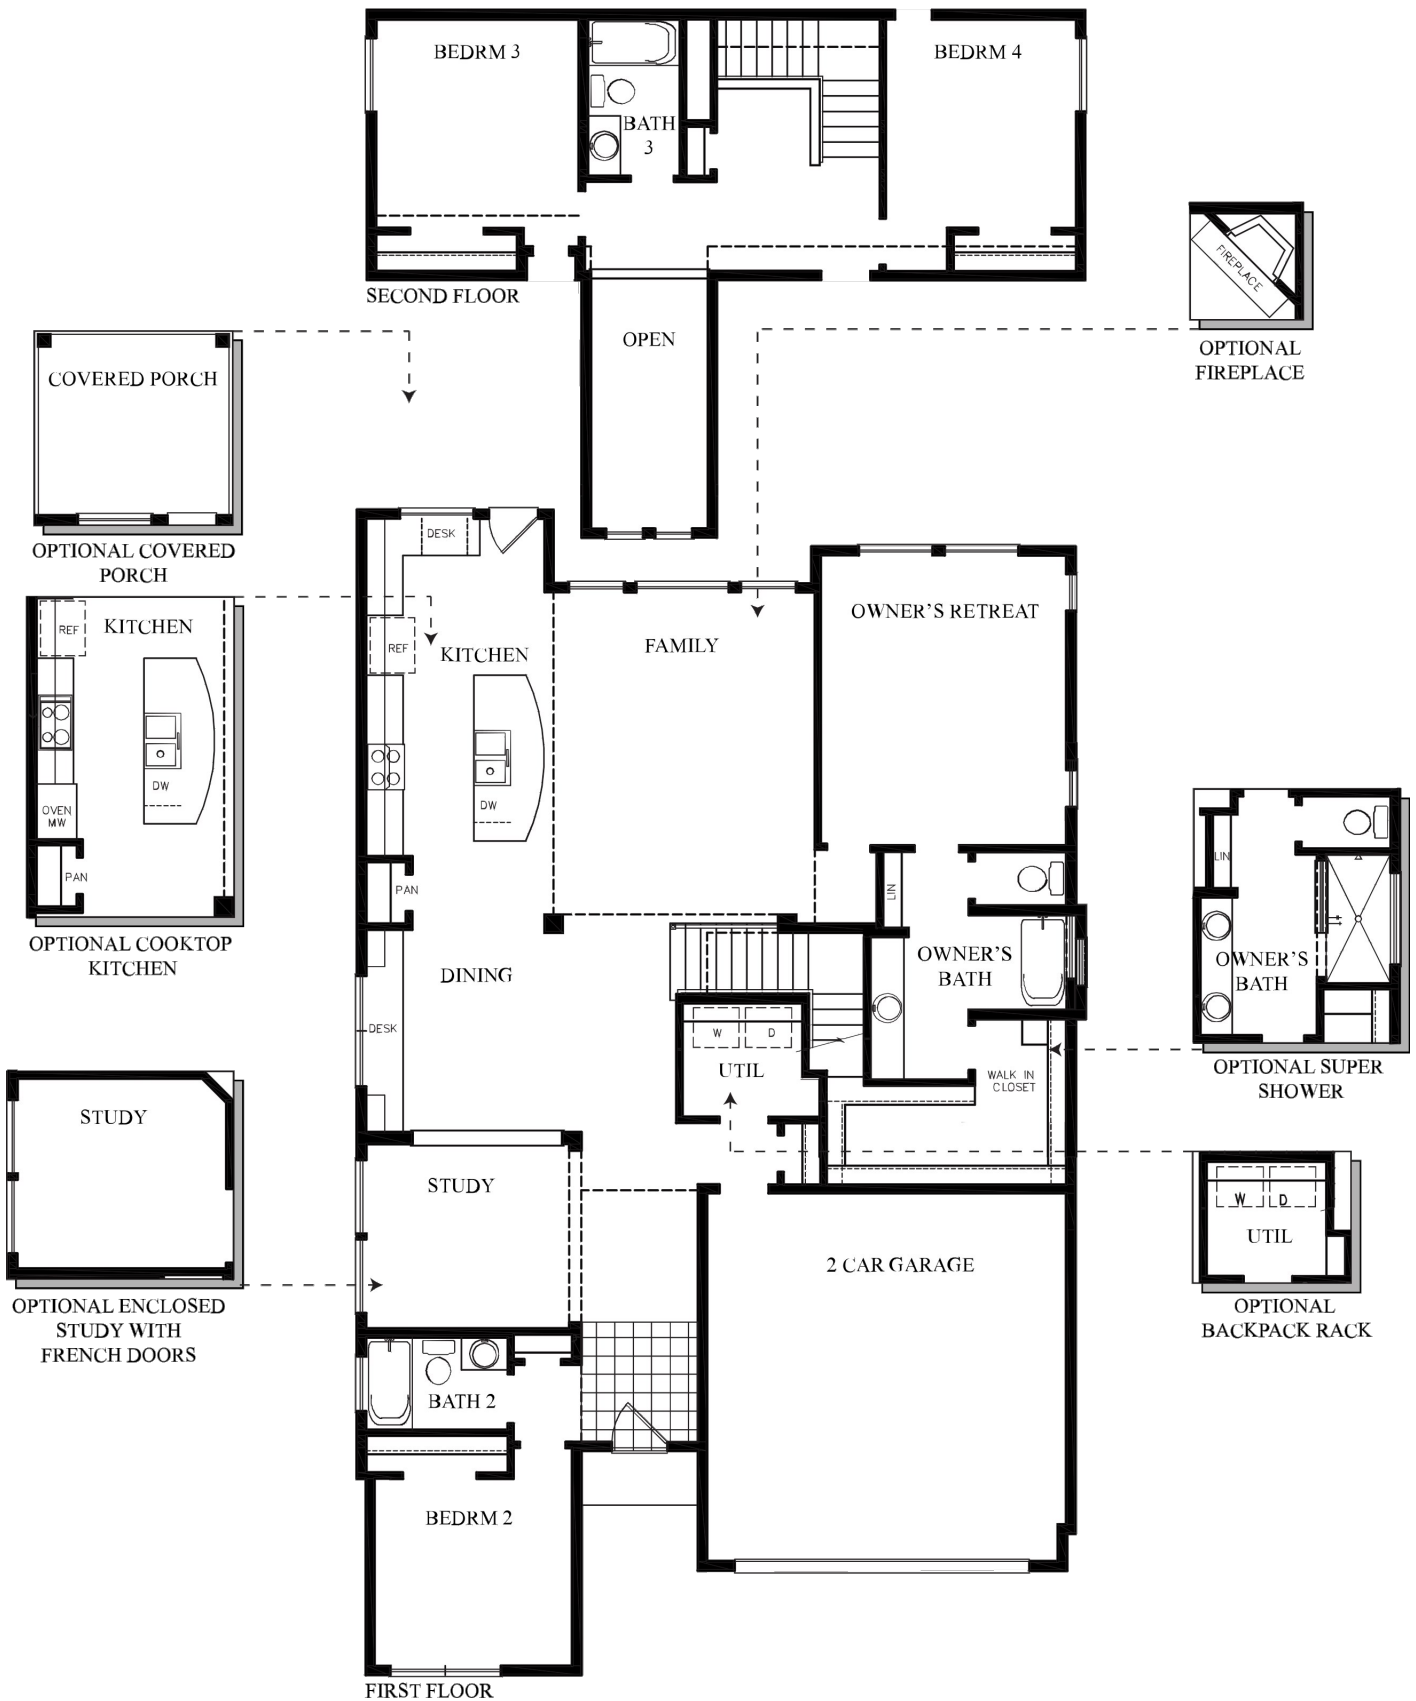 BEDRM 3
BEDRM 4
BATH
3
SECOND FLOOR
OPEN
FIREPLACE
OPTIONAL
FIREPLACE
COVERED PORCH
OPTIONAL COVERED
PORCH
DESK
REF
KITCHEN
OVEN
MW
DW
PAN
OPTIONAL COOKTOP
KITCHEN
REF
KITCHEN
DW
PAN
FAMILY
OWNER'S RETREAT
LIN
OWNER'S
BATH
DINING
DESK
W
D
UTIL
WALK IN
CLOSET
LIN
OWNER'S
BATH
OPTIONAL SUPER
SHOWER
STUDY
OPTIONAL ENCLOSED
STUDY WITH
FRENCH DOORS
STUDY
2 CAR GARAGE
W
D
UTIL
OPTIONAL
BACKPACK RACK
BATH 2
BEDRM 2
FIRST FLOOR